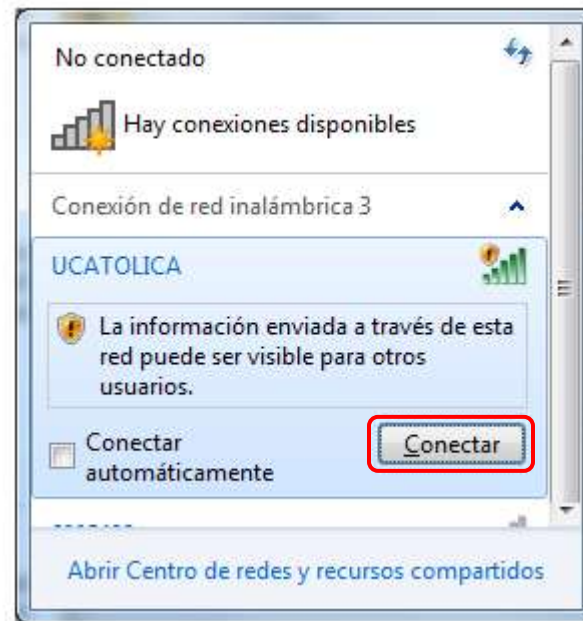 No conectado
Hay conexiones disponibles
Conexión de red inalámbrica 3
UCATOLICA
La información enviada a través de esta
red puede ser visible para otros
usuarios.
Conectar
automáticamente
Conectar
Abrir Centro de redes y recursos compartidos